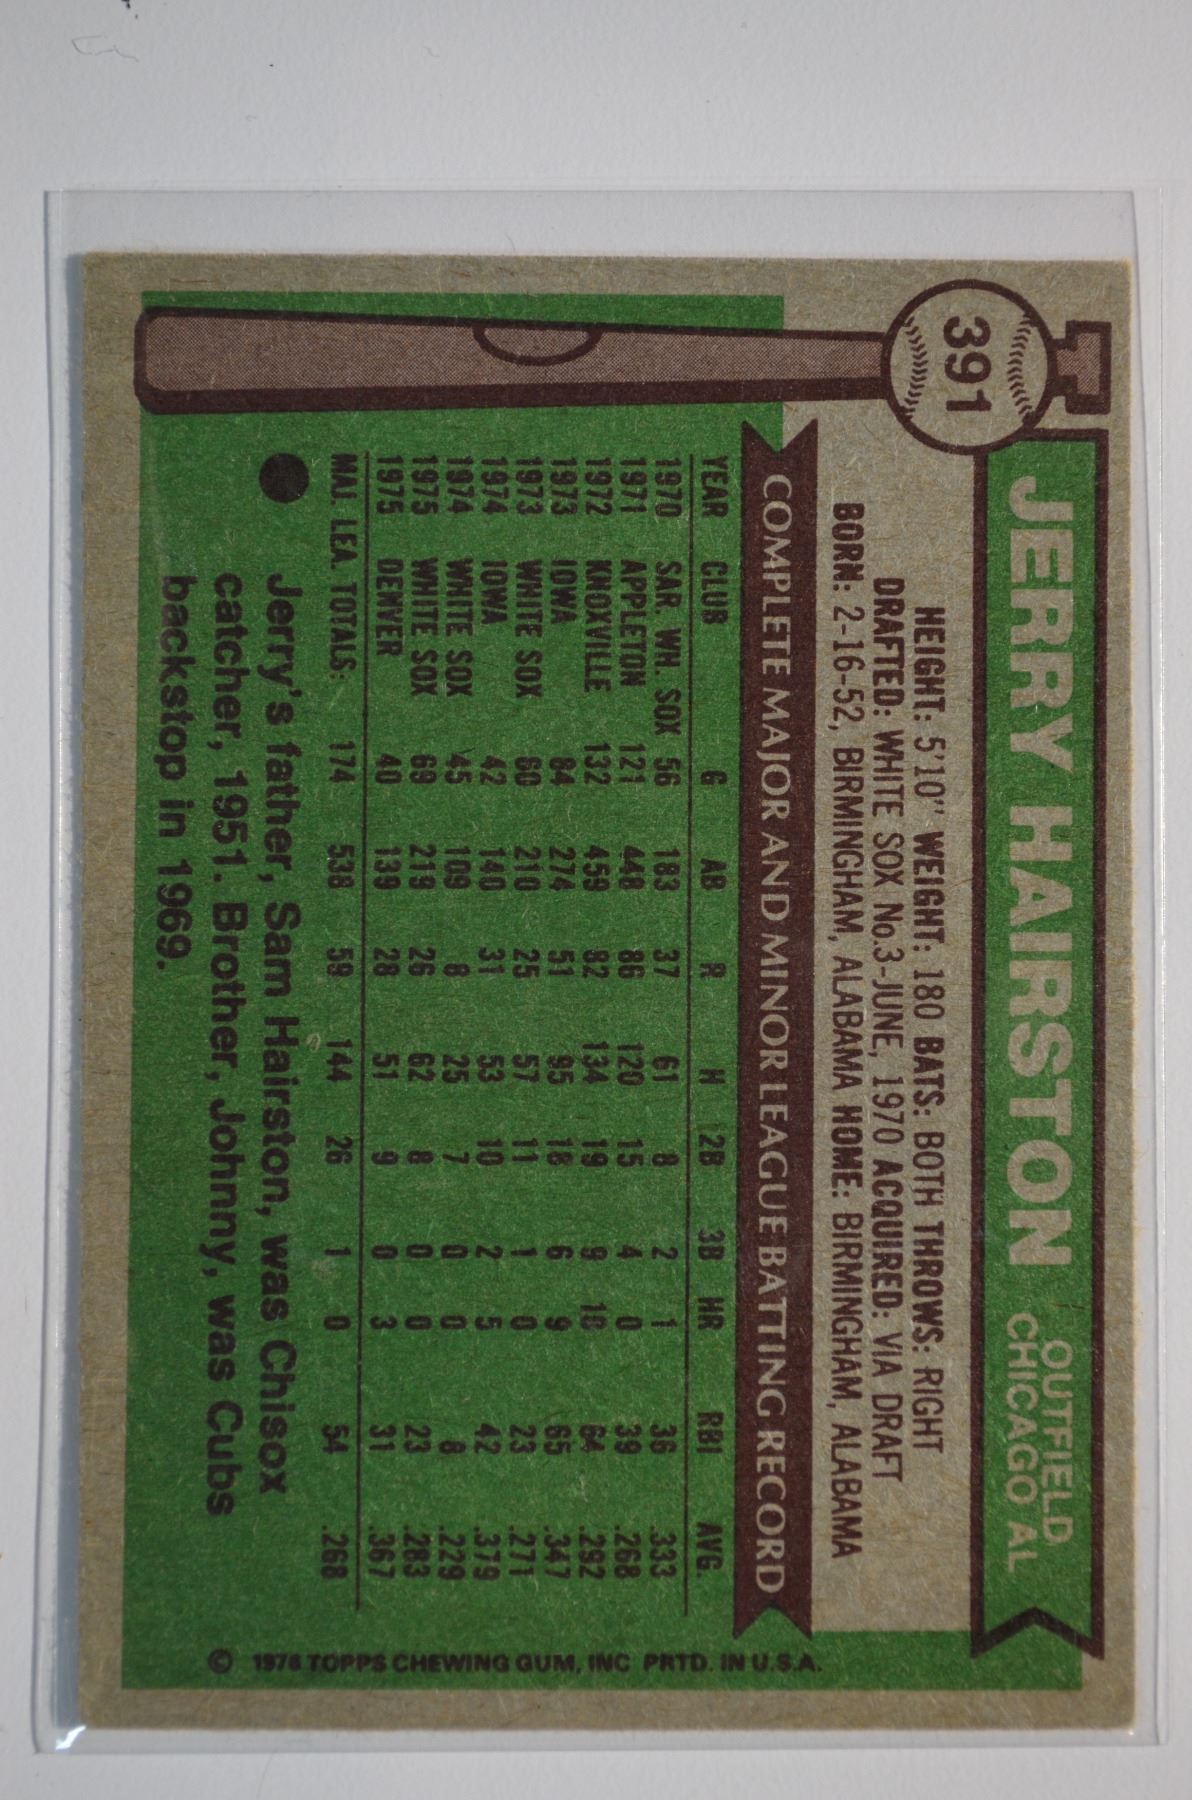 391
JERRY HAIRSTON
OUTFIELD
CHICAGO AL
HEIGHT: 5'10" WEIGHT: 180 BATS: BOTH THROWS: RIGHT
DRAFTED: WHITE SOX No.3-JUNE, 1970 ACQUIRED: VIA DRAFT
BORN: 2-16-52, BIRMINGHAM, ALABAMA HOME: BIRMINGHAM, ALABAMA
COMPLETE MAJOR AND MINOR LEAGUE BATTING RECORD
YEAR CLUB G AB R H 2B 3B HR RBI AVG.
1970 SAR. WH. SOX 56 183 37 61 8 2 1 36 .333
1971 APPLETON 121 448 86 120 15 4 0 39 .268
1972 KNOXVILLE 132 459 82 134 19 9 18 64 .292
1973 IOWA 84 274 51 95 18 6 9 65 .347
1973 WHITE SOX 60 210 25 57 11 1 0 23 .271
1974 IOWA 42 140 31 53 10 2 5 42 .379
1974 WHITE SOX 45 109 8 25 7 0 0 8 .229
1975 WHITE SOX 69 219 26 62 8 0 0 23 .283
1975 DENVER 40 139 28 51 9 0 3 31 .367
MAJ. LEA. TOTALS: 174 538 59 144 26 1 0 54 .268
Jerry's father, Sam Hairston, was Chisox
catcher, 1951. Brother, Johnny, was Cubs
backstop in 1969.
© 1976 TOPPS CHEWING GUM, INC PRTD. IN U.S.A.